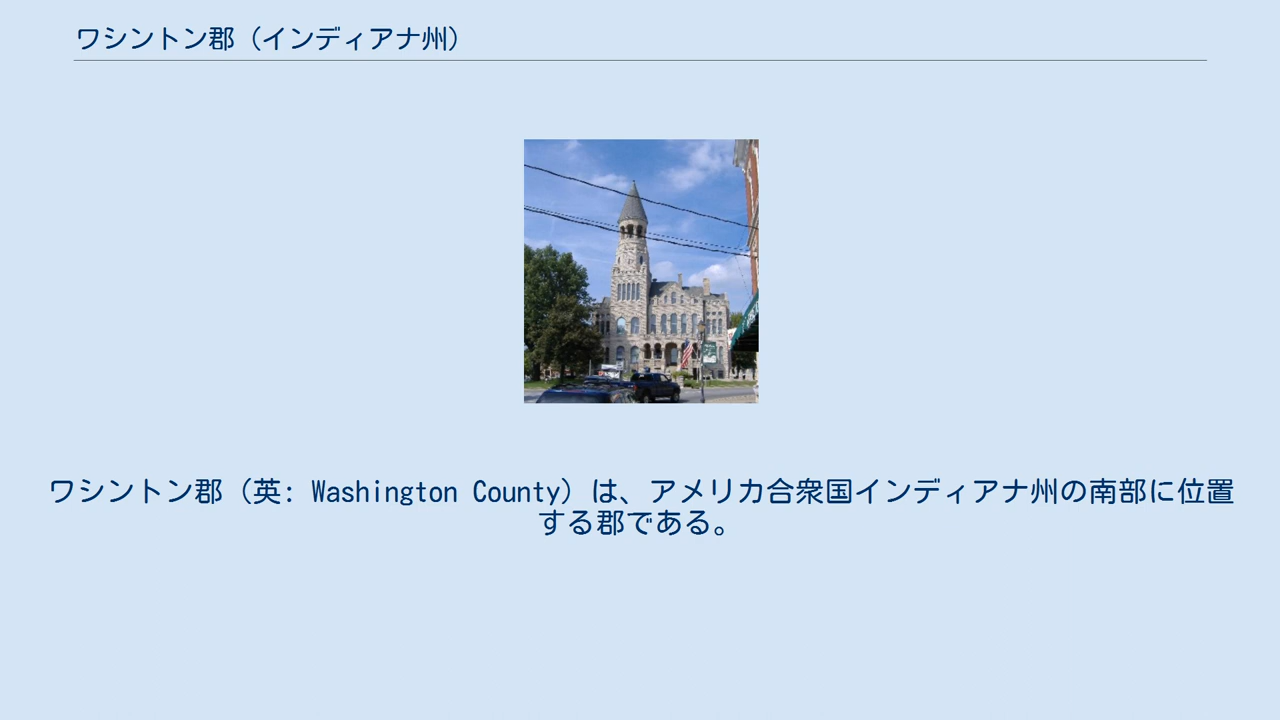 ワシントン郡（インディアナ州）
ワシントン郡（英: Washington County）は、アメリカ合衆国インディアナ州の南部に位置
する郡である。